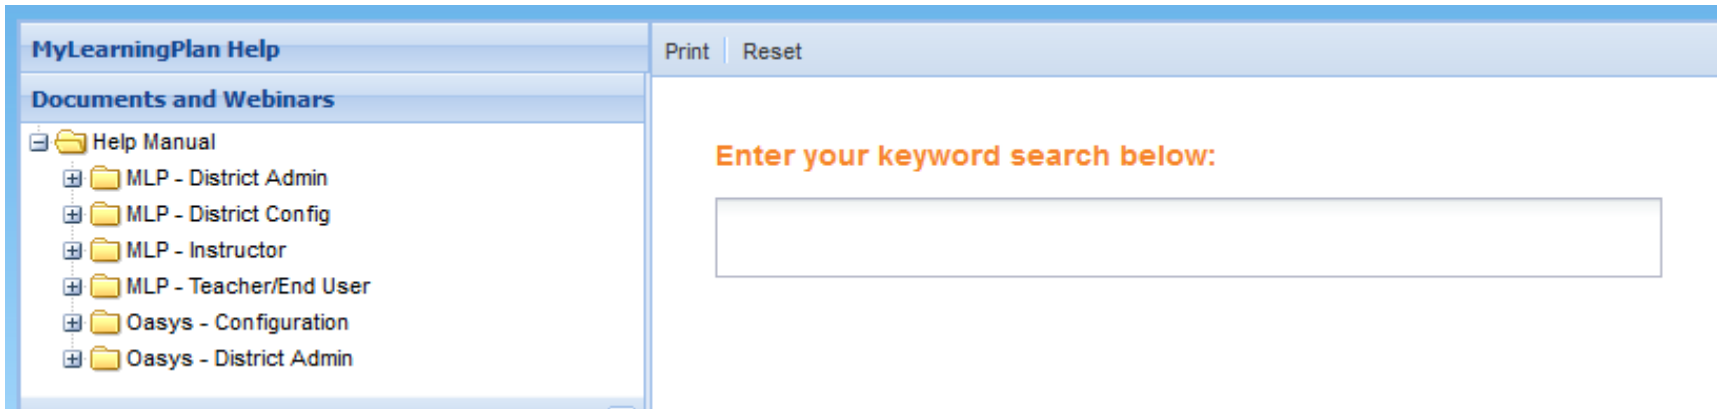 MyLearningPlan Help
Documents and Webinars
Help Manual
MLP - District Admin
MLP - District Config
MLP - Instructor
MLP - Teacher/End User
Oasys - Configuration
Oasys - District Admin
Print Reset
Enter your keyword search below: